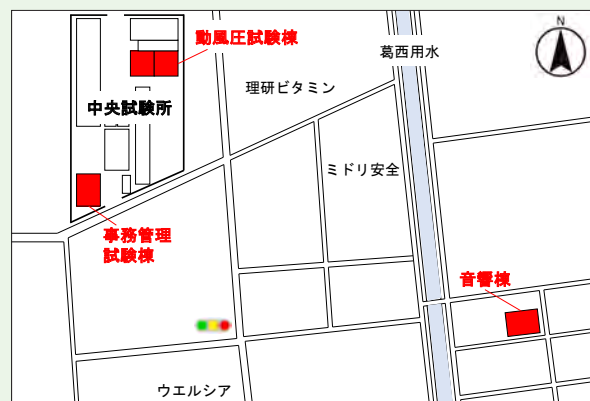 動風圧試験棟
葛西用水
N
理研ビタミン
中央試験所
ミドリ安全
事務管理
試験棟
音響棟
ウエルシア